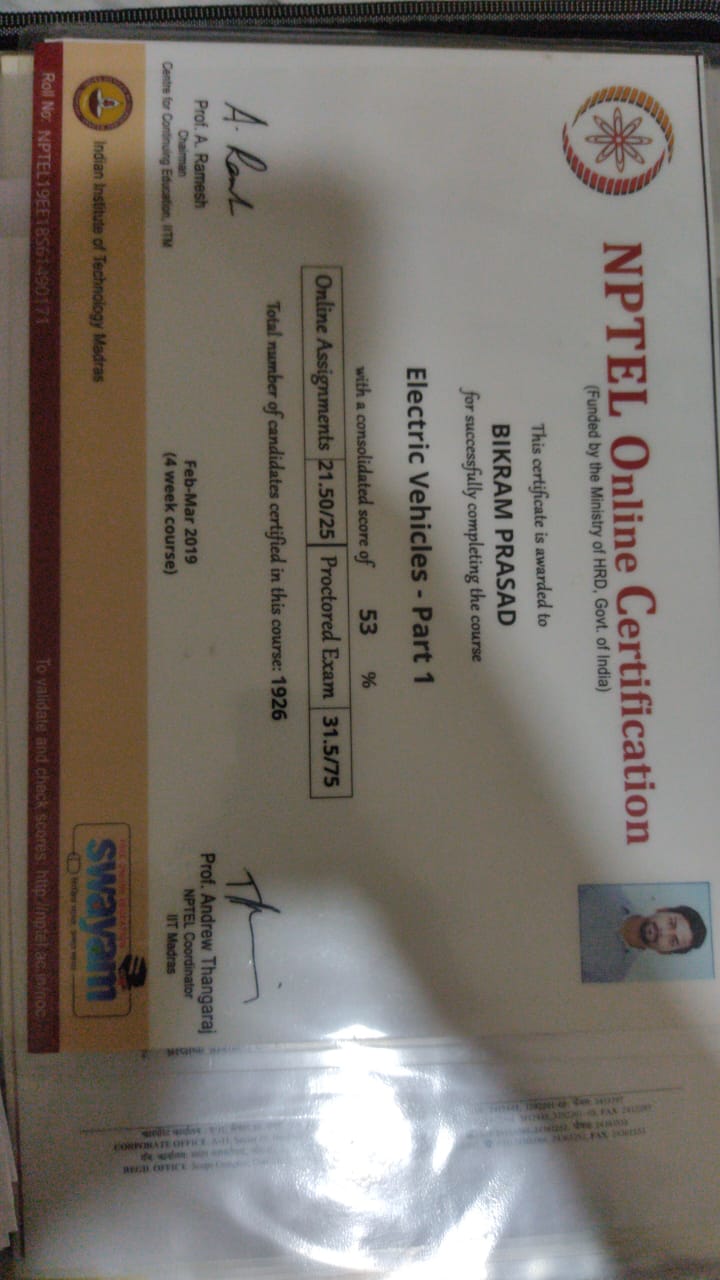 NPTEL Online Certification
(Funded by the Ministry of HRD, Govt. of India)
This certificate is awarded to
BIKRAM PRASAD
for successfully completing the course
Electric Vehicles - Part 1
with a consolidated score of 53 %
Online Assignments 21.50/25 Proctored Exam 31.5/75
Total number of candidates certified in this course: 1926
A. Ramesh
Prof. A. Ramesh
Chairman
Centre for Continuing Education, IITM
Feb-Mar 2019
(4 week course)
Prof. Andrew Thangaraj
NPTEL Coordinator
IIT Madras
Indian Institute of Technology Madras
FREE ONLINE EDUCATION
swayam
Roll No: NPTEL19EE18S61490171
To validate and check scores: http://nptel.ac.in/noc
CORPORATE OFFICE
REGD. OFFICE